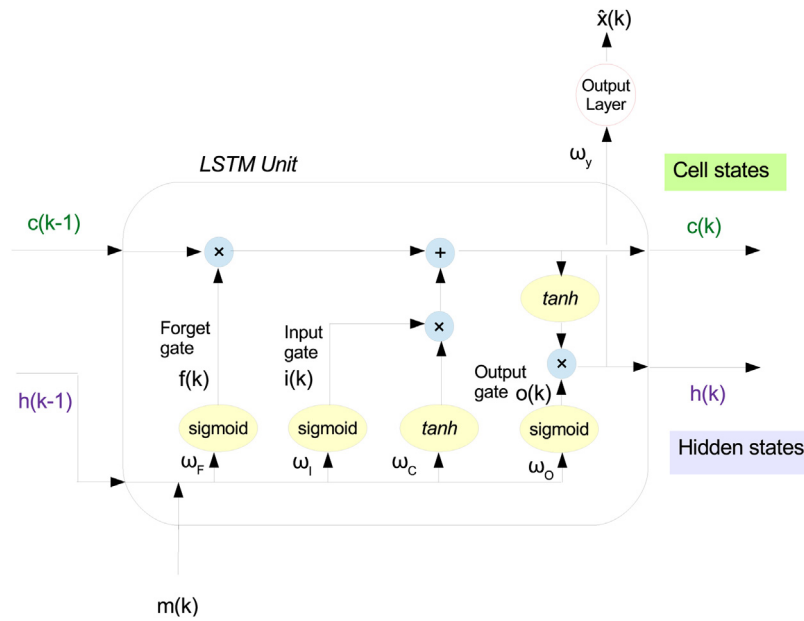 x̂(k)
Output
Layer
ω_y
LSTM Unit
Cell states
c(k-1)
c(k)
×
+
tanh
×
×
Forget
gate
f(k)
Input
gate
i(k)
Output
gate o(k)
h(k-1)
h(k)
sigmoid
sigmoid
tanh
sigmoid
Hidden states
ω_F
ω_I
ω_C
ω_O
m(k)